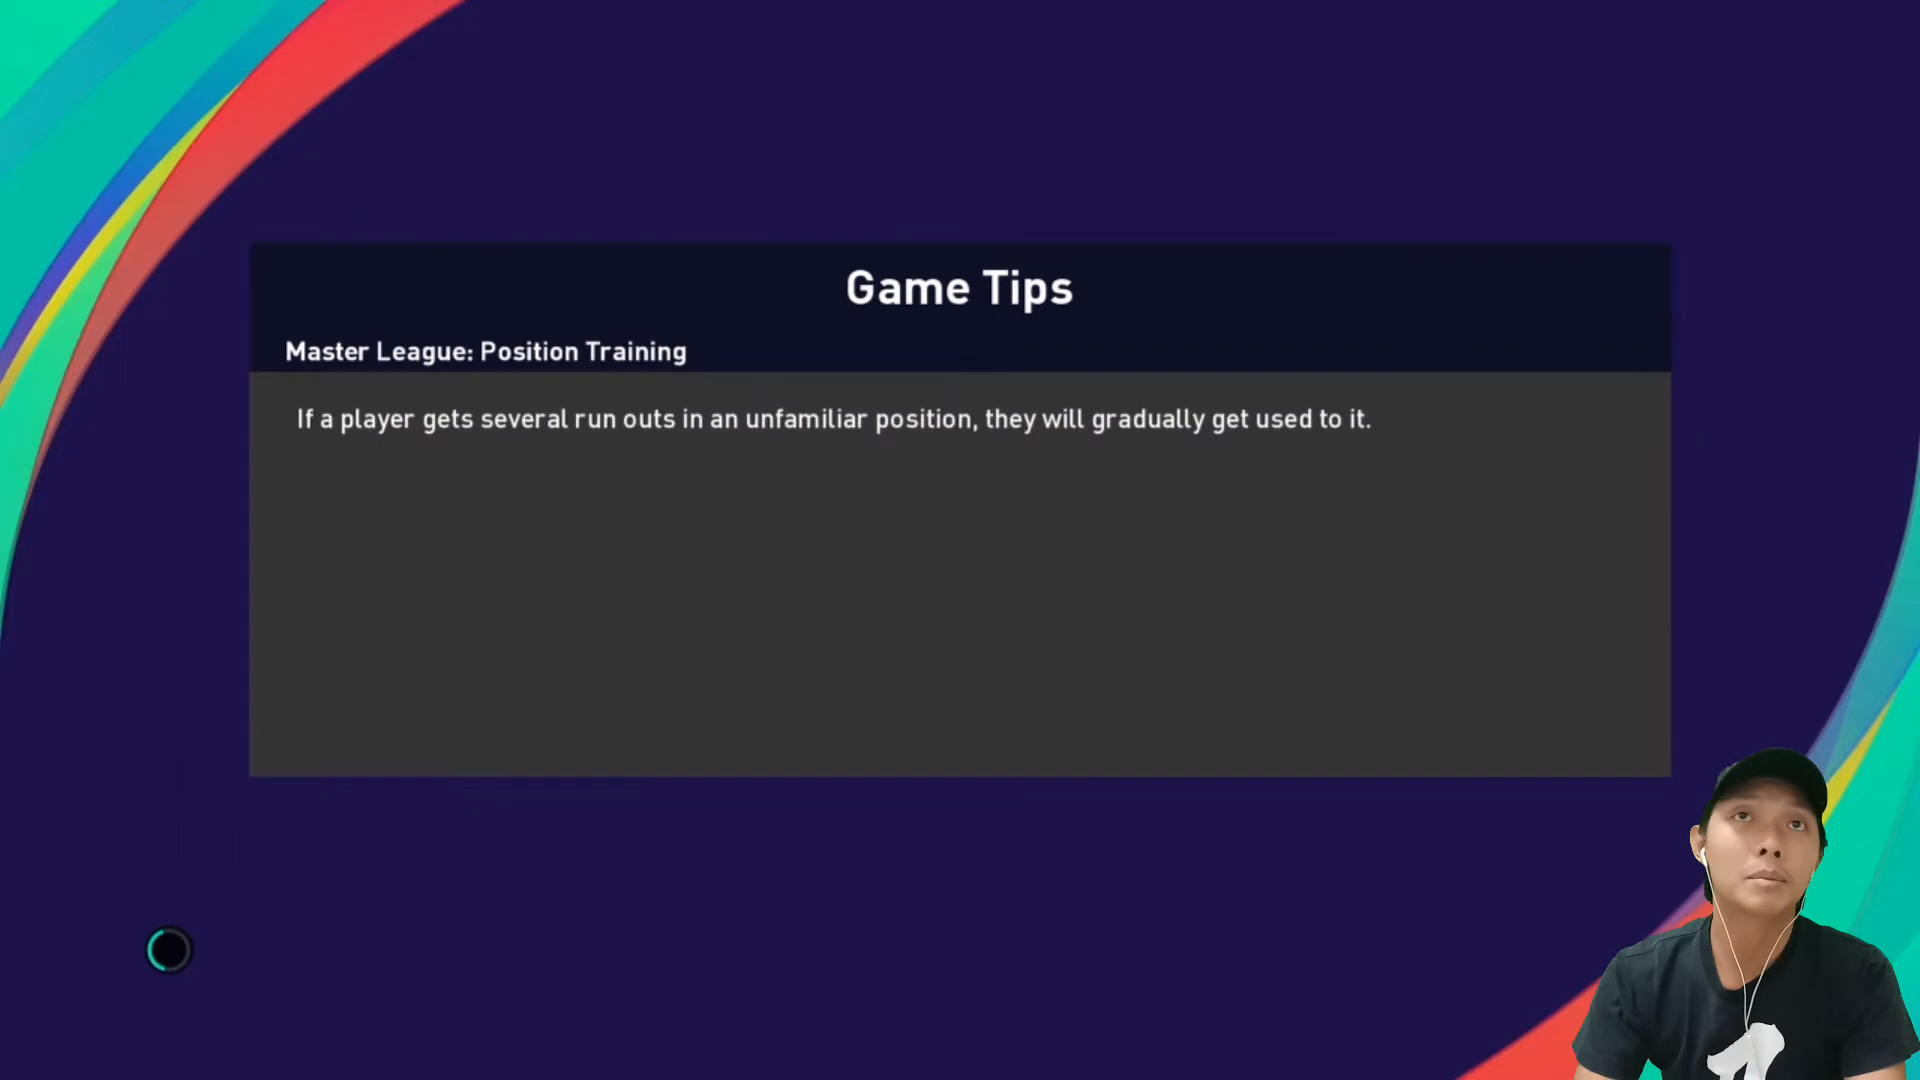 Game Tips
Master League: Position Training
If a player gets several run outs in an unfamiliar position, they will gradually get used to it.